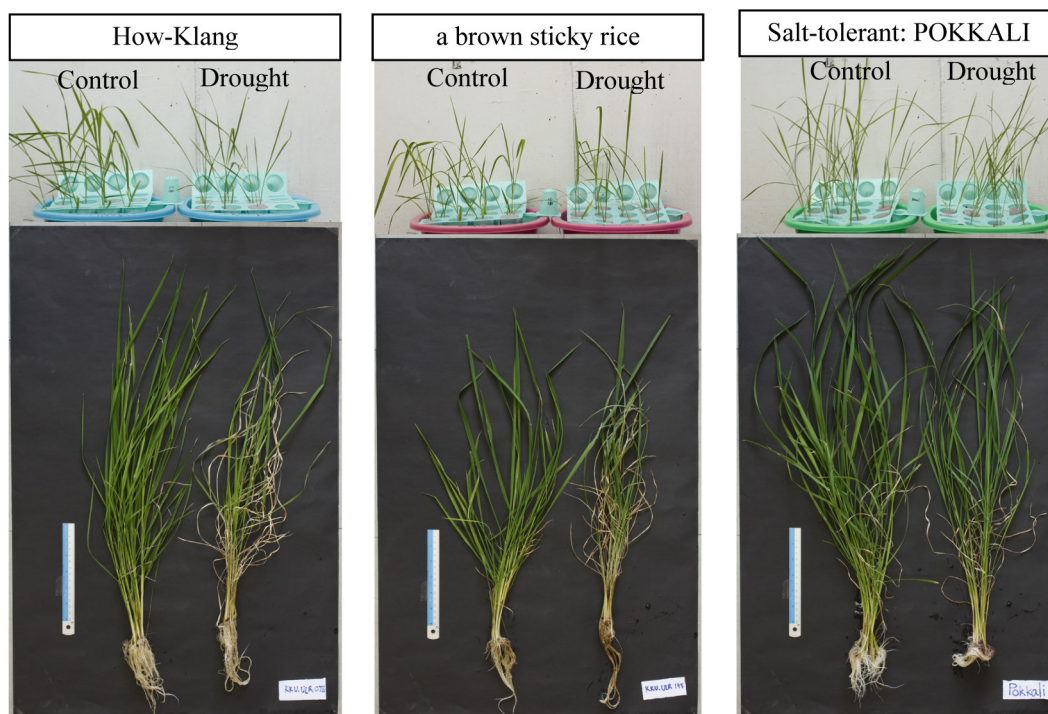 How-Klang
Control Drought
a brown sticky rice
Control Drought
Salt-tolerant: POKKALI
Control Drought
Pokkali